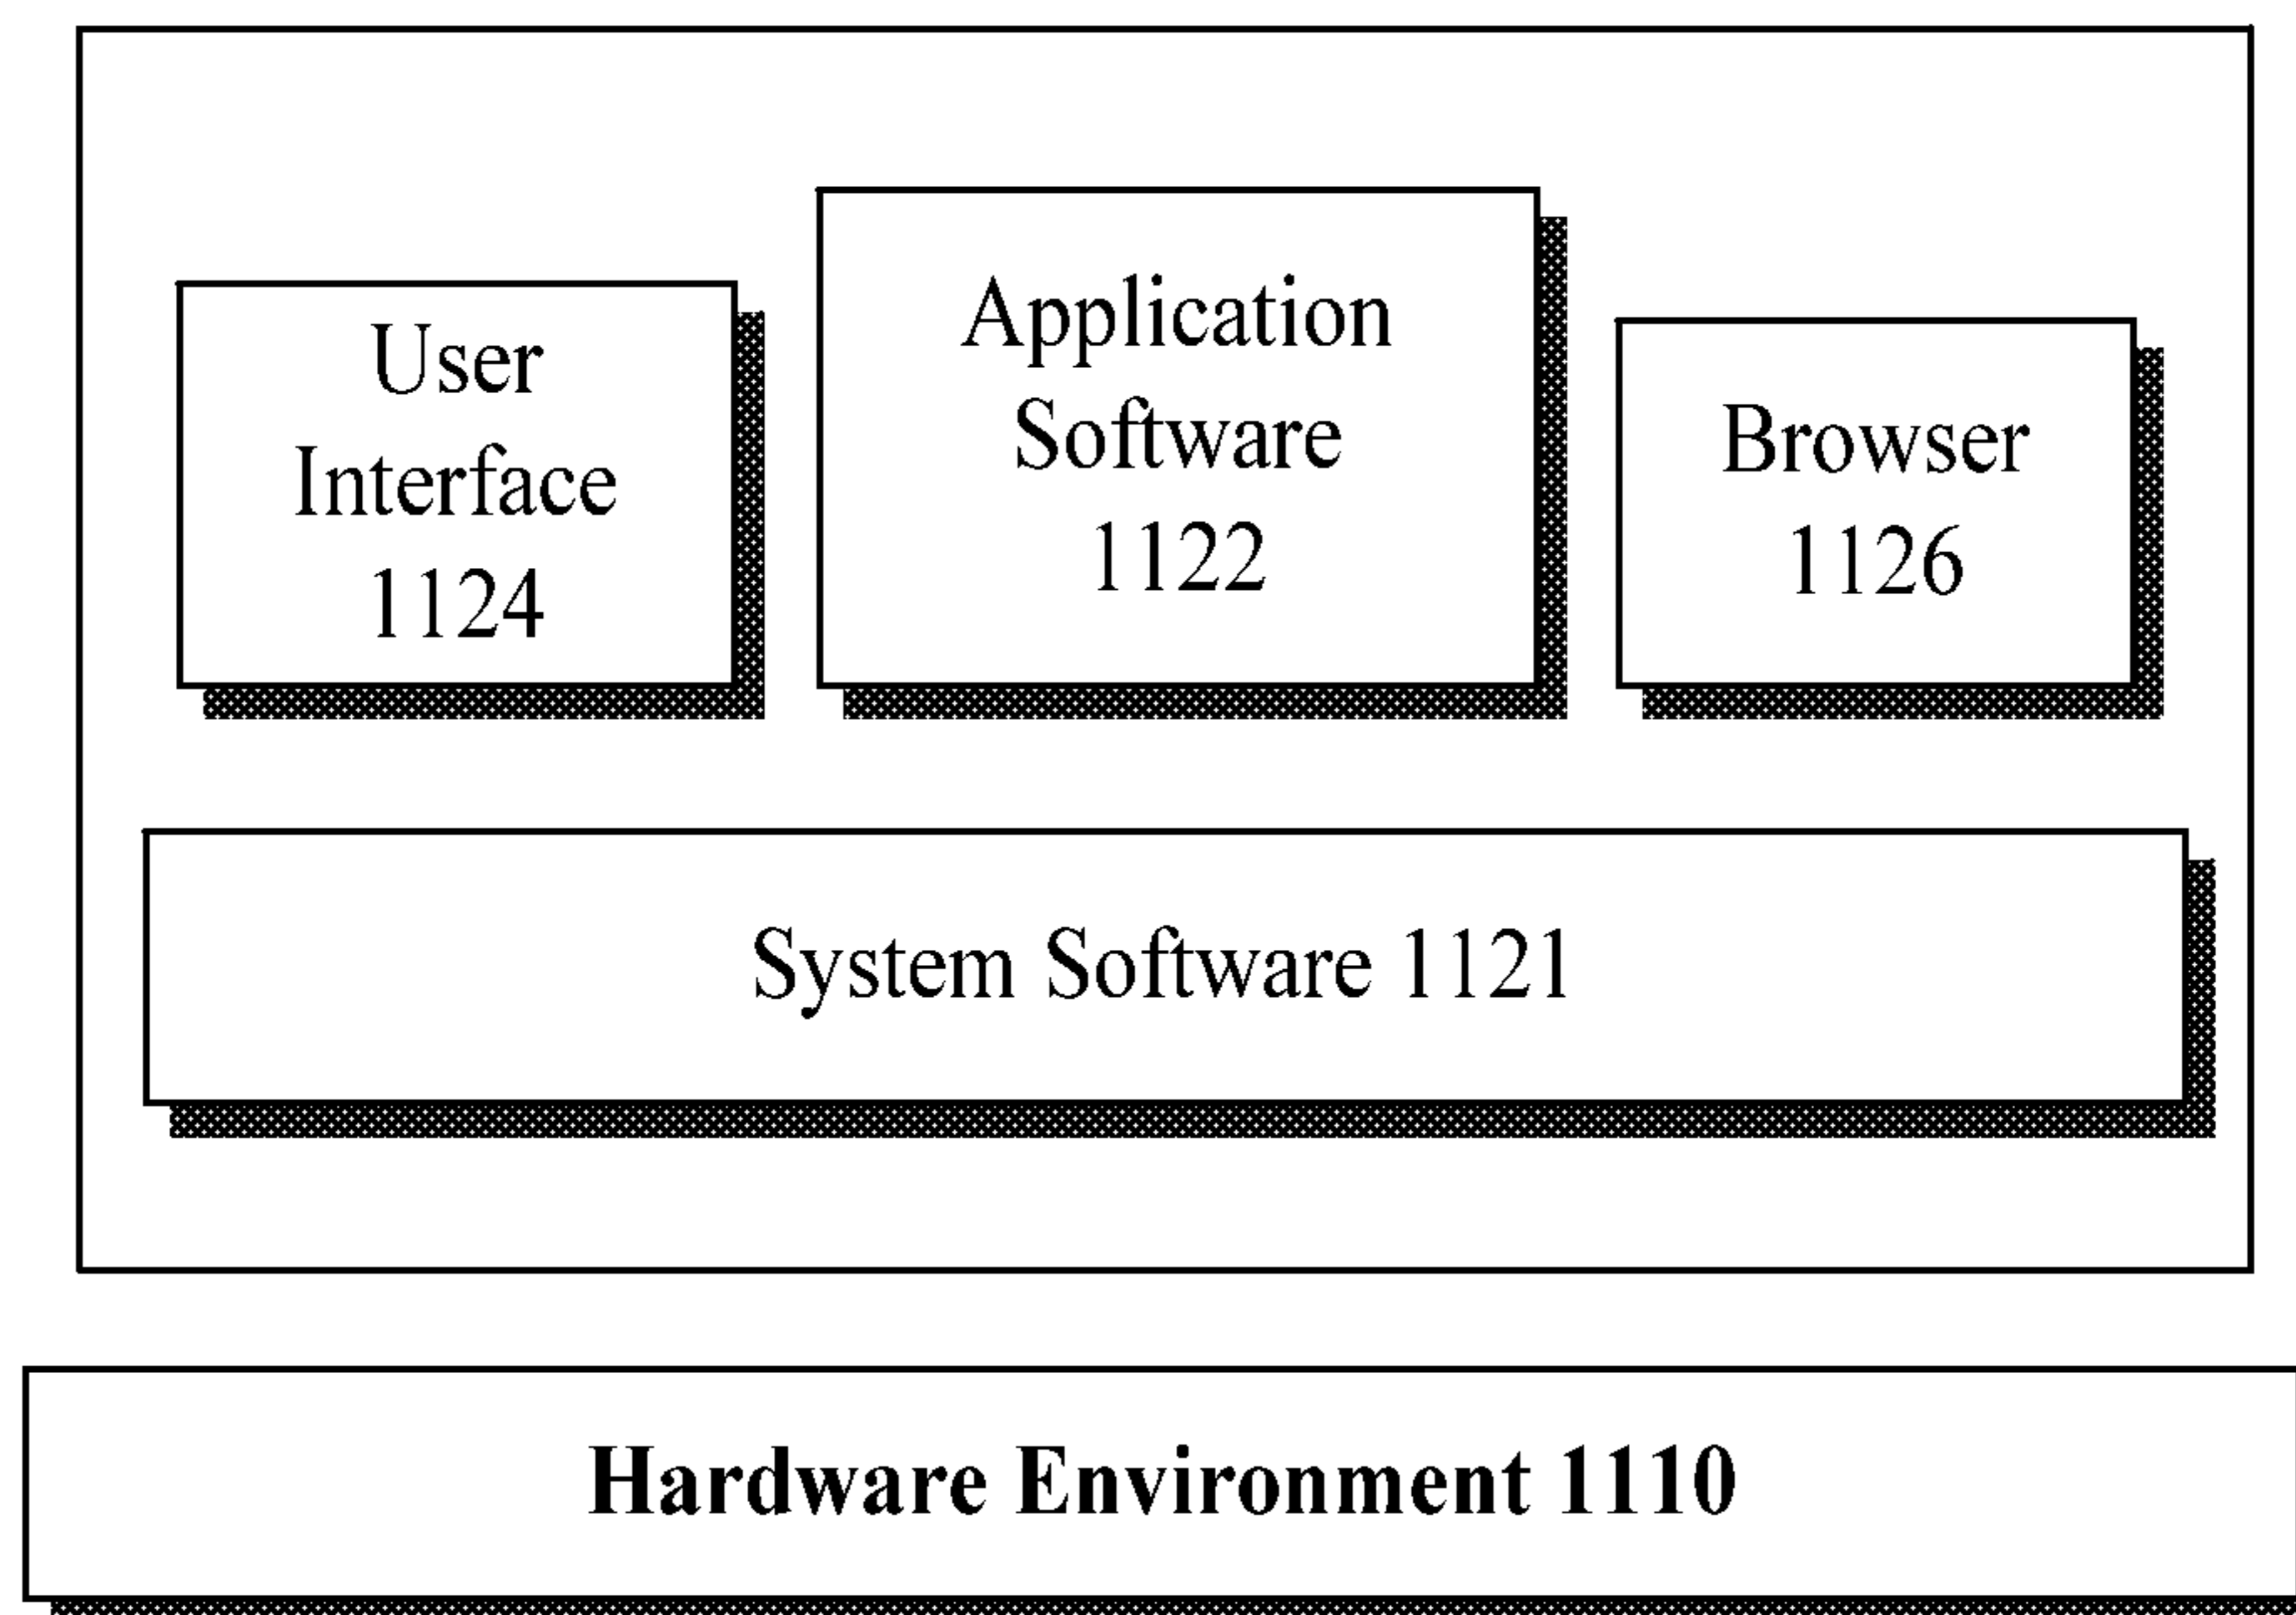 User
Interface
1124
Application
Software
1122
Browser
1126
System Software 1121
Hardware Environment 1110